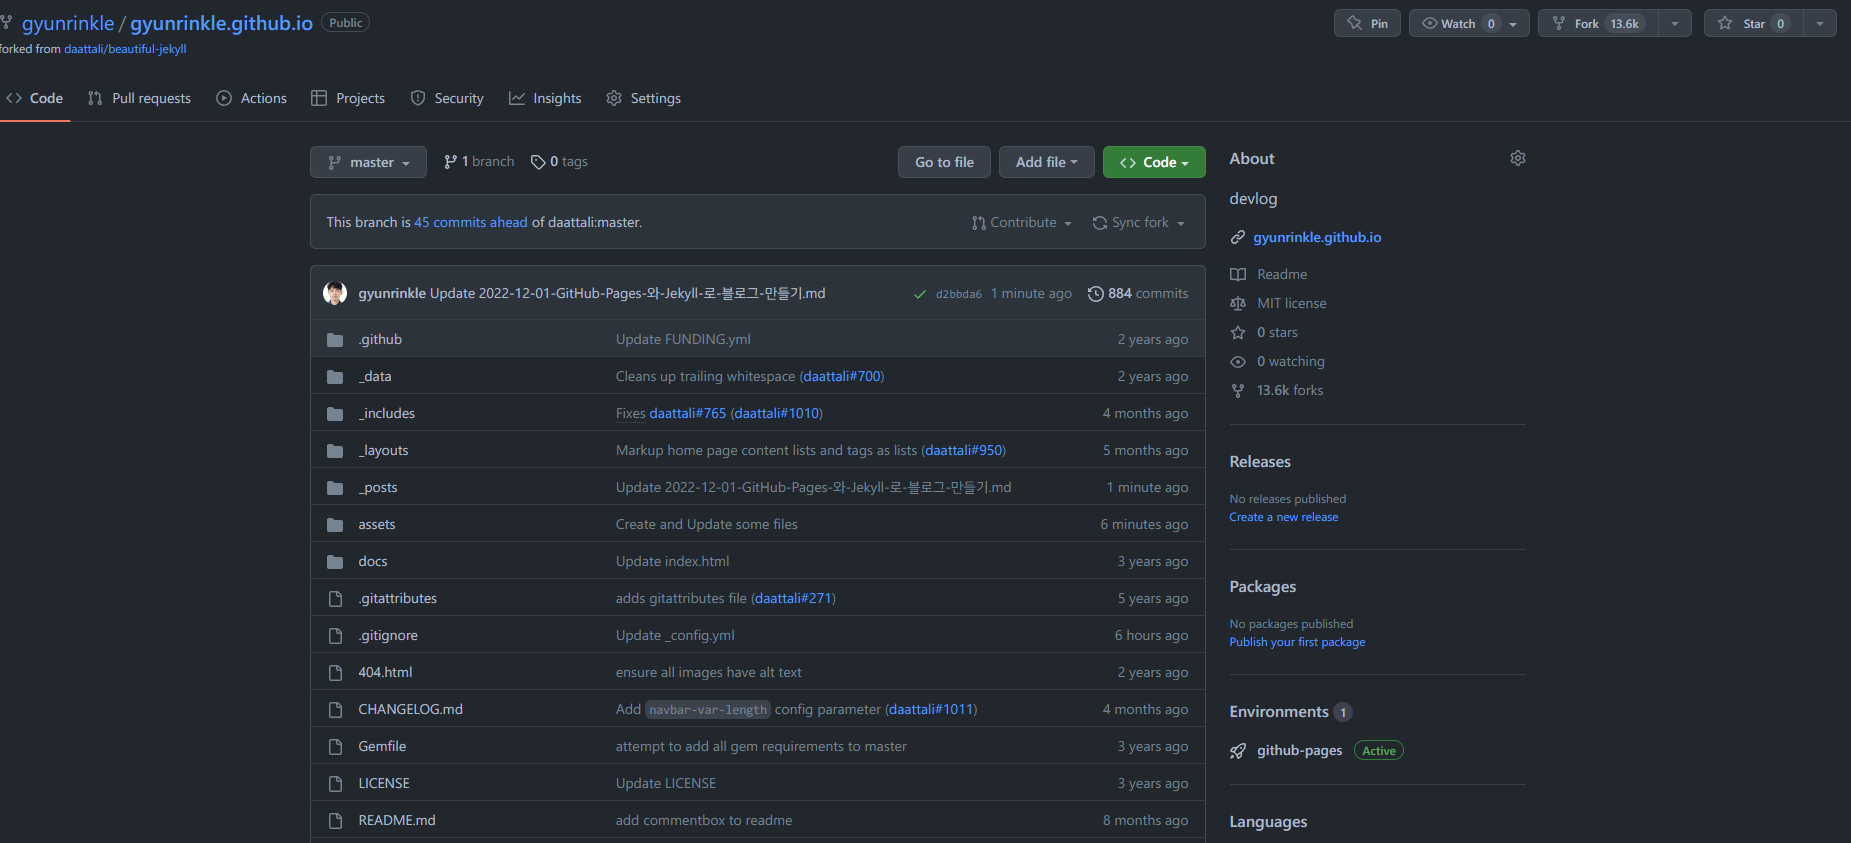 gyunrinkle / gyunrinkle.github.io Public
Pin Watch 0 Fork 13.6k Star 0
forked from daattali/beautiful-jekyll
Code Pull requests Actions Projects Security Insights Settings
master 1 branch 0 tags Go to file Add file Code
This branch is 45 commits ahead of daattali:master. Contribute Sync fork
gyunrinkle Update 2022-12-01-GitHub-Pages-와-Jekyll-로-블로그-만들기.md d2bbda6 1 minute ago 884 commits
.github Update FUNDING.yml 2 years ago
_data Cleans up trailing whitespace (daattali#700) 2 years ago
_includes Fixes daattali#765 (daattali#1010) 4 months ago
_layouts Markup home page content lists and tags as lists (daattali#950) 5 months ago
_posts Update 2022-12-01-GitHub-Pages-와-Jekyll-로-블로그-만들기.md 1 minute ago
assets Create and Update some files 6 minutes ago
docs Update index.html 3 years ago
.gitattributes adds gitattributes file (daattali#271) 5 years ago
.gitignore Update _config.yml 6 hours ago
404.html ensure all images have alt text 2 years ago
CHANGELOG.md Add navbar-var-length config parameter (daattali#1011) 4 months ago
Gemfile attempt to add all gem requirements to master 3 years ago
LICENSE Update LICENSE 3 years ago
README.md add commentbox to readme 8 months ago
About
devlog
gyunrinkle.github.io
Readme
MIT license
0 stars
0 watching
13.6k forks
Releases
No releases published
Create a new release
Packages
No packages published
Publish your first package
Environments 1
github-pages Active
Languages